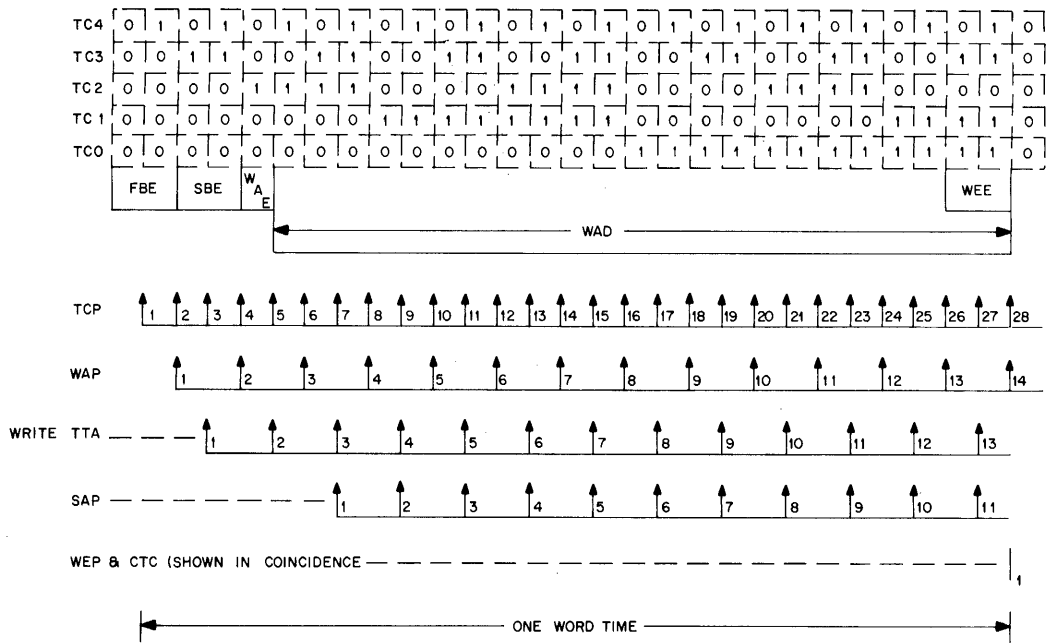 TC4 0 1 0 1 0 1 0 1 0 1 0 1 0 1 0 1 0 1 0 1 0 1 0 1 0 1 0 1 0
TC3 0 0 1 1 0 0 1 1 0 0 1 1 0 0 1 1 0 0 1 1 0 0 1 1 0 0 1 1 0
TC2 0 0 0 0 1 1 1 1 0 0 0 0 1 1 1 1 0 0 0 0 1 1 1 1 0 0 0 0 0
TC1 0 0 0 0 0 0 0 0 1 1 1 1 1 1 1 1 0 0 0 0 0 0 0 0 1 1 1 1 0
TC0 0 0 0 0 0 0 0 0 0 0 0 0 0 0 0 0 1 1 1 1 1 1 1 1 1 1 1 1 0
FBE SBE WAE WEE
WAD
TCP 1 2 3 4 5 6 7 8 9 10 11 12 13 14 15 16 17 18 19 20 21 22 23 24 25 26 27 28
WAP 1 2 3 4 5 6 7 8 9 10 11 12 13 14
WRITE TTA 1 2 3 4 5 6 7 8 9 10 11 12 13
SAP 1 2 3 4 5 6 7 8 9 10 11
WEP & CTC (SHOWN IN COINCIDENCE 1
ONE WORD TIME